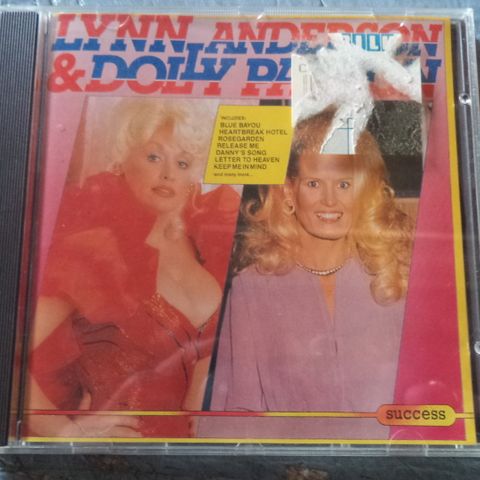 LYNN ANDERSON
& DOLLY PA
INCLUDES:
BLUE BAYOU
HEARTBREAK HOTEL
ROSEGARDEN
RELEASE ME
DANNY'S SONG
LETTER TO HEAVEN
KEEP ME IN MIND
and many more...
success